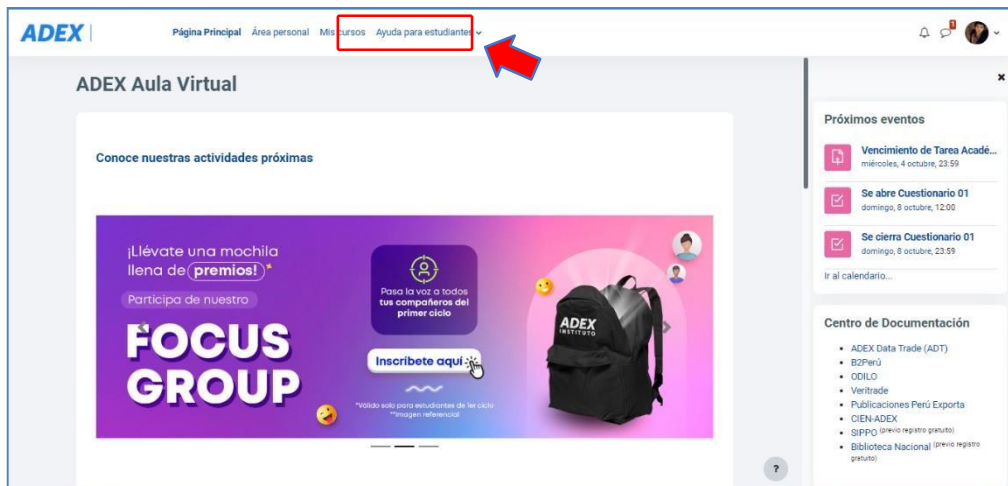 ADEX
Página Principal Área personal Mis cursos Ayuda para estudiantes
1
ADEX Aula Virtual
Conoce nuestras actividades próximas
¡Llévate una mochila
llena de premios!*
Participa de nuestro
FOCUS
GROUP
Pasa la voz a todos
tus compañeros del
primer ciclo
Inscríbete aquí
*Válido solo para estudiantes de 1er ciclo
**Imagen referencial
ADEX
INSTITUTO
Próximos eventos
Vencimiento de Tarea Acadé...
miércoles, 4 octubre, 23:59
Se abre Cuestionario 01
domingo, 8 octubre, 12:00
Se cierra Cuestionario 01
domingo, 8 octubre, 23:59
Ir al calendario...
Centro de Documentación
ADEX Data Trade (ADT)
B2Perú
ODILO
Veritrade
Publicaciones Perú Exporta
CIEN-ADEX
SIPPO (previo registro gratuito)
Biblioteca Nacional (previo registro
gratuito)
?